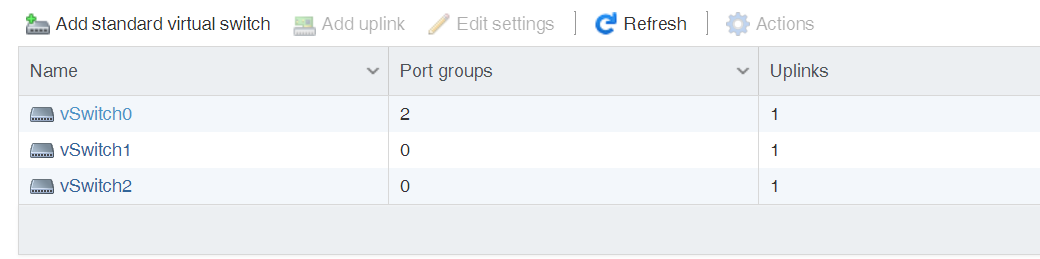 Add standard virtual switch Add uplink Edit settings Refresh Actions
Name Port groups Uplinks
vSwitch0 2 1
vSwitch1 0 1
vSwitch2 0 1